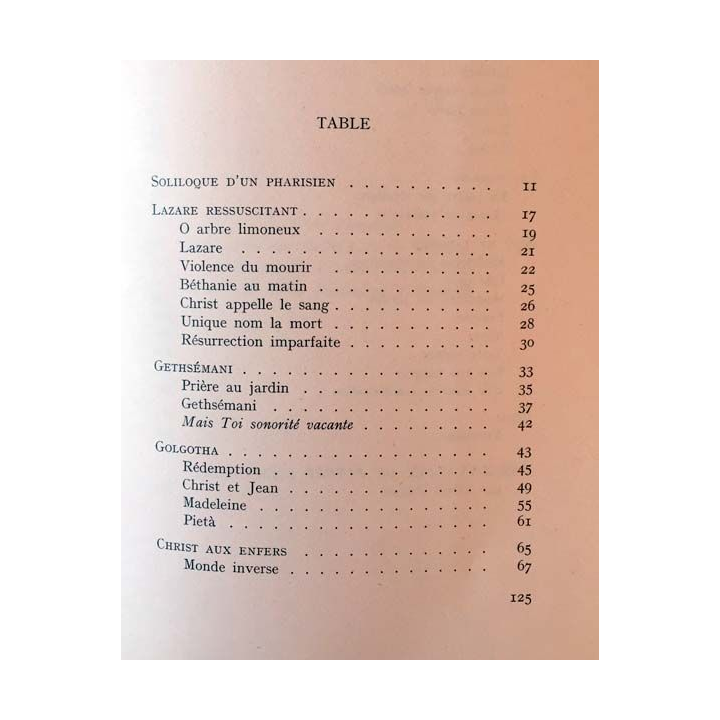 TABLE
SOLILOQUE D'UN PHARISIEN . . . . . . . . . . 11
LAZARE RESSUSCITANT . . . . . . . . . . . . . 17
O arbre limoneux . . . . . . . . . . . . . 19
Lazare . . . . . . . . . . . . . . . . . 21
Violence du mourir . . . . . . . . . . . 22
Béthanie au matin . . . . . . . . . . . . 25
Christ appelle le sang . . . . . . . . . . . 26
Unique nom la mort . . . . . . . . . . . 28
Résurrection imparfaite . . . . . . . . . . 30
GETHSÉMANI . . . . . . . . . . . . . . . . . 33
Prière au jardin . . . . . . . . . . . . . 35
Gethsémani . . . . . . . . . . . . . . . 37
Mais Toi sonorité vacante . . . . . . . . . 42
GOLGOTHA . . . . . . . . . . . . . . . . . . 43
Rédemption . . . . . . . . . . . . . . . 45
Christ et Jean . . . . . . . . . . . . . . 49
Madeleine . . . . . . . . . . . . . . . . 55
Pietà . . . . . . . . . . . . . . . . . . 61
CHRIST AUX ENFERS . . . . . . . . . . . . . 65
Monde inverse . . . . . . . . . . . . . . 67
125